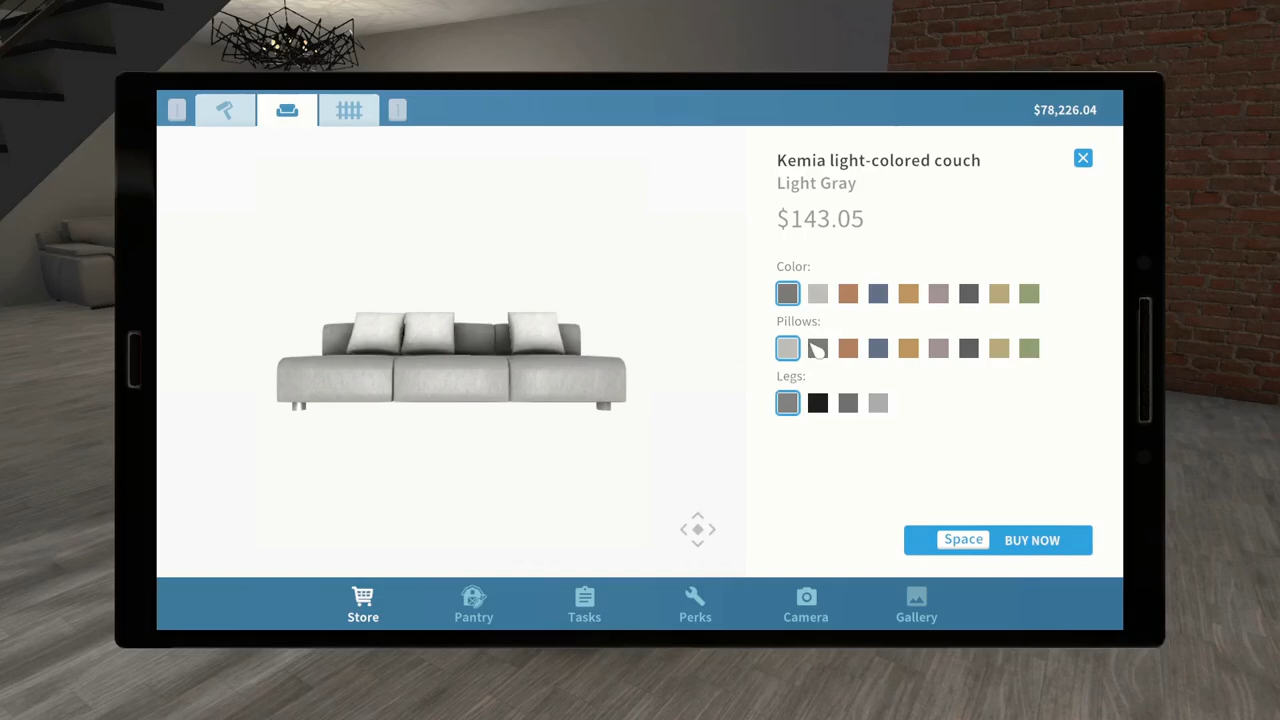 $78,226.04
Kemia light-colored couch
Light Gray
$143.05
Color:
Pillows:
Legs:
Space BUY NOW
Store Pantry Tasks Perks Camera Gallery